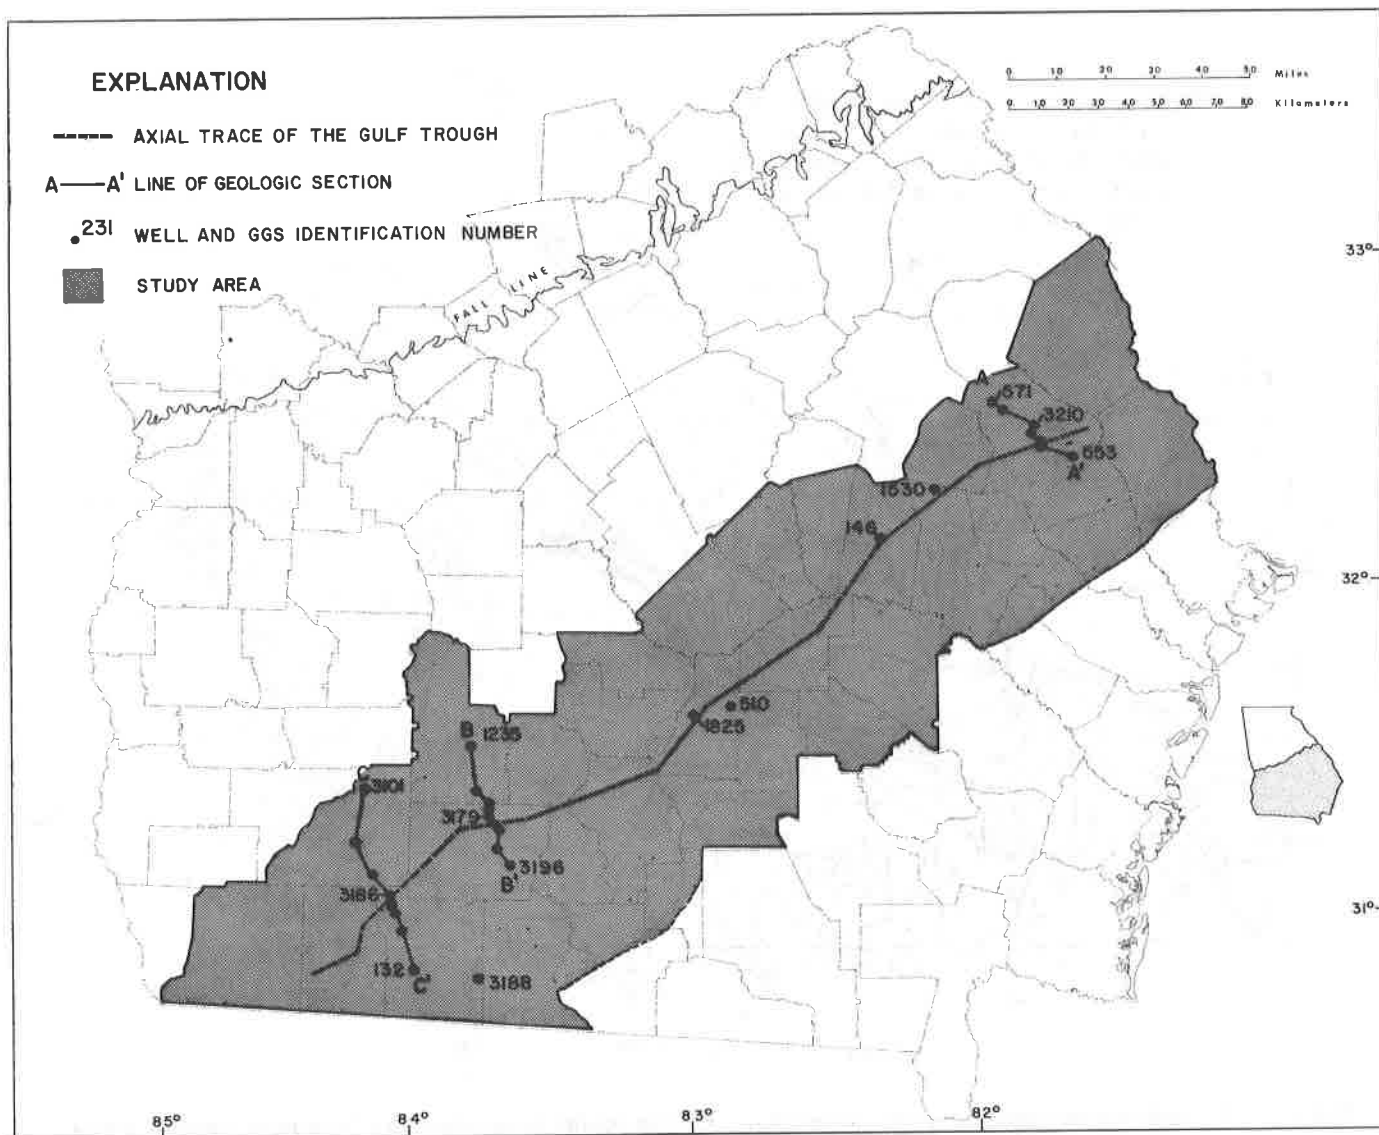 EXPLANATION
AXIAL TRACE OF THE GULF TROUGH
A A' LINE OF GEOLOGIC SECTION
231 WELL AND GGS IDENTIFICATION NUMBER
STUDY AREA
0 10 20 30 40 50 Miles
0 10 20 30 40 50 60 70 80 Kilometers
FALL LINE
33°
A 571
3210
553
A'
1530
146
32°
510
1825
B 1235
C 3101
3179
3196
B'
3186
31°
132
C'
3188
85° 84° 83° 82°